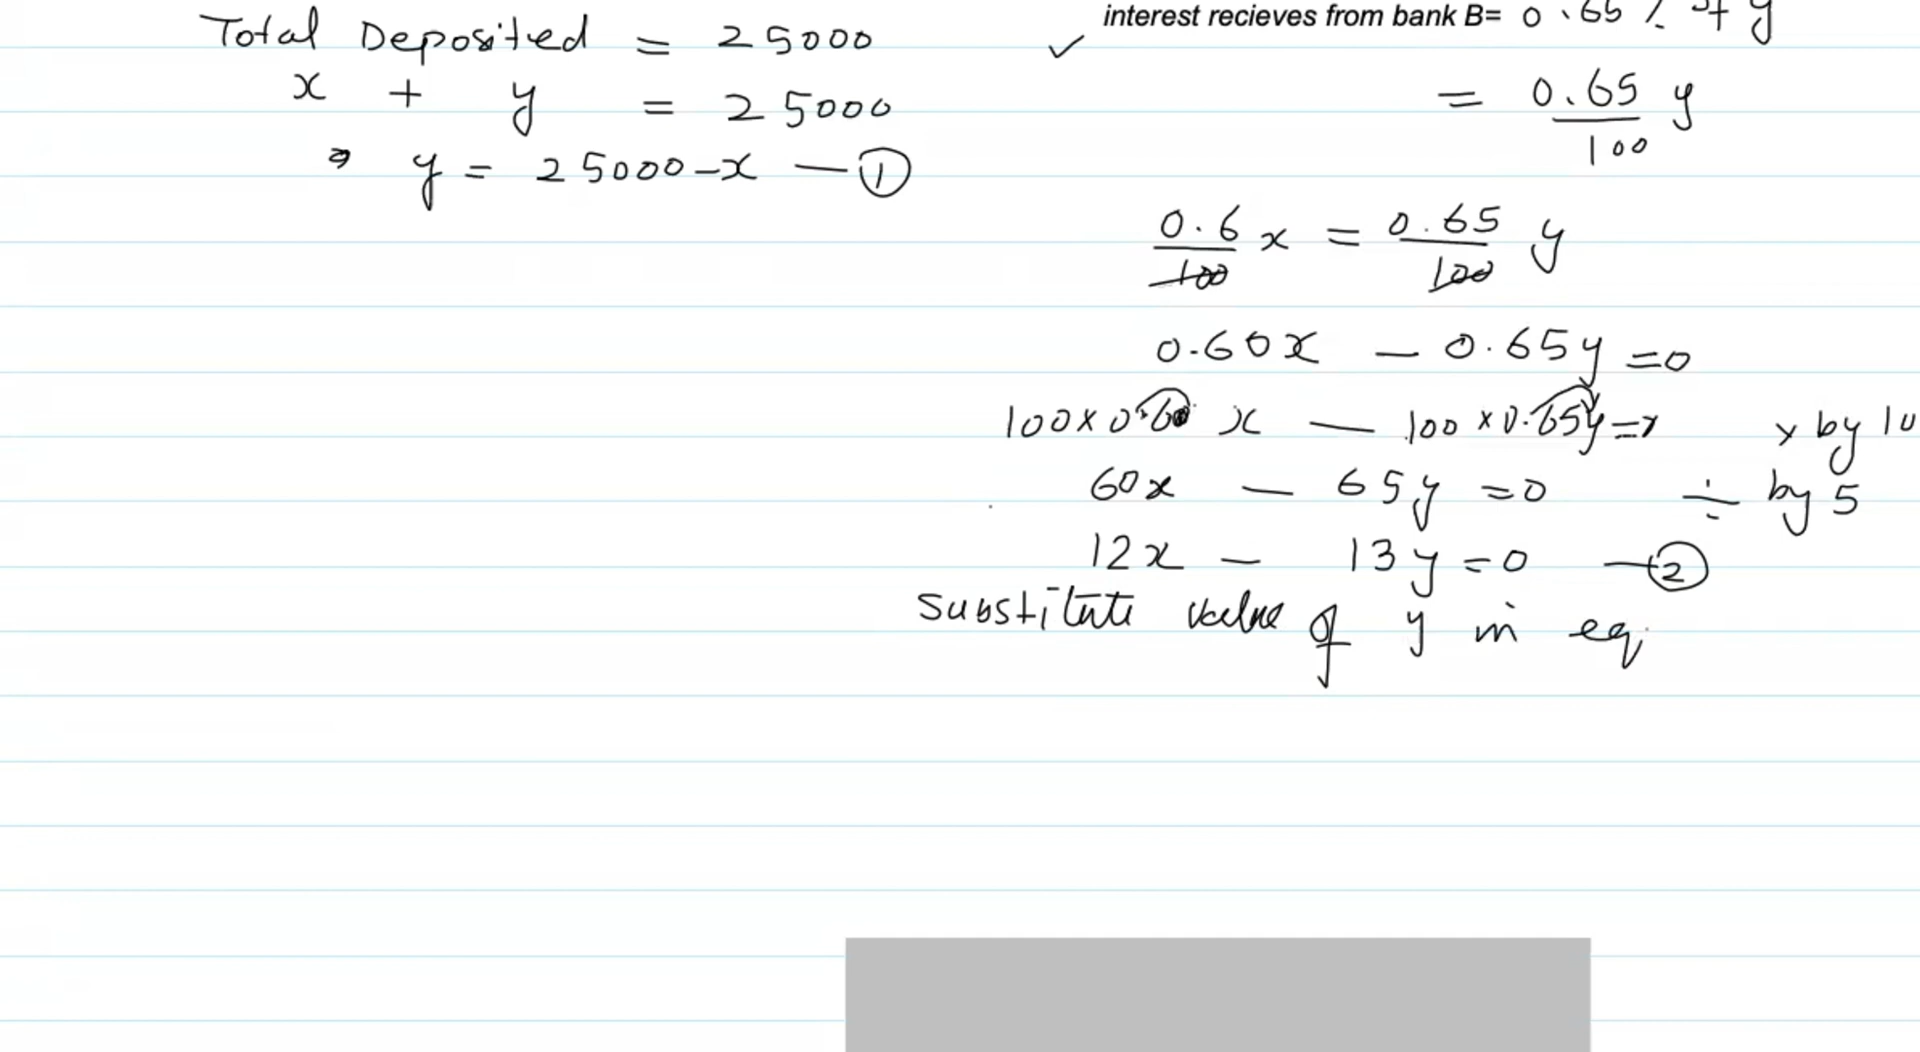 Total Deposited = 25000
x + y = 25000
⇒ y = 25000 - x — ①
✓ interest recieves from bank B= 0.65 % of y
= 0.65/100 y
0.6/100 x = 0.65/100 y
0.60x — 0.65y = 0
100 x 0.60 x — 100 x 0.65y = x by 10
60x — 65y = 0 ÷ by 5
12x — 13y = 0 — ②
Substitute value of y in eq.